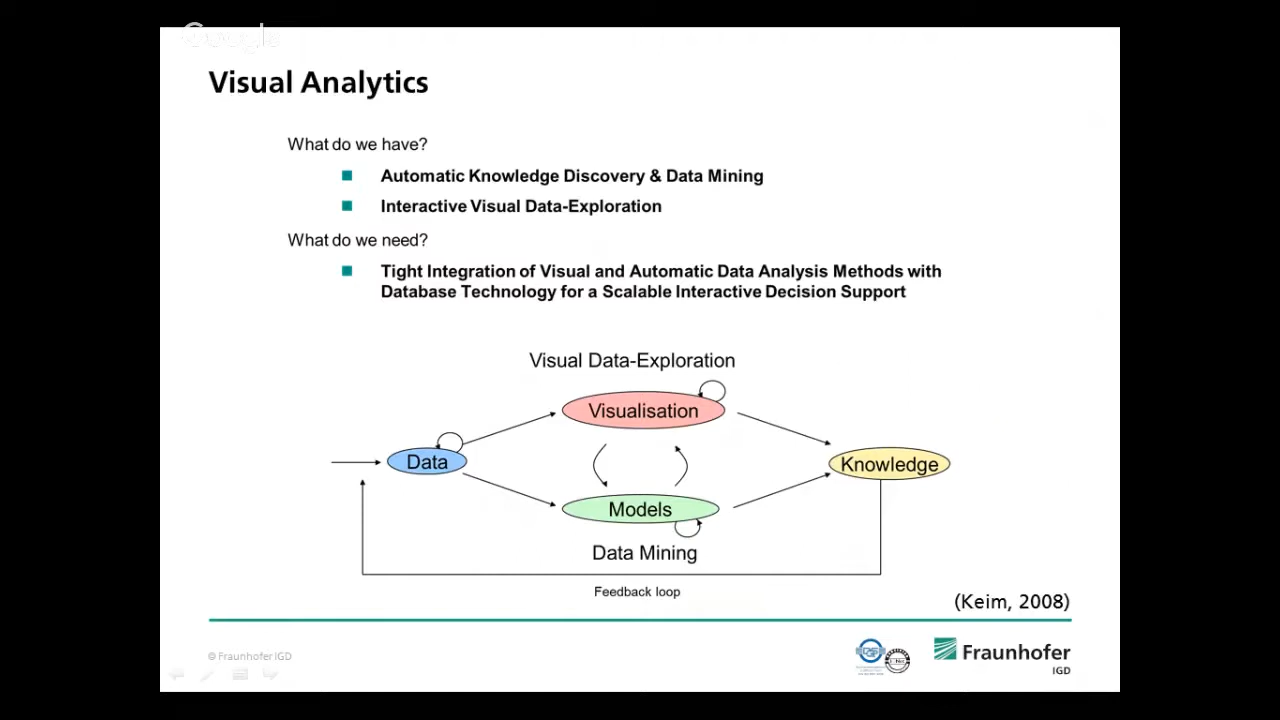 Google
Visual Analytics
What do we have?
Automatic Knowledge Discovery & Data Mining
Interactive Visual Data-Exploration
What do we need?
Tight Integration of Visual and Automatic Data Analysis Methods with
Database Technology for a Scalable Interactive Decision Support
Visual Data-Exploration
Visualisation
Data
Knowledge
Models
Data Mining
Feedback loop
(Keim, 2008)
© Fraunhofer IGD
Fraunhofer
IGD